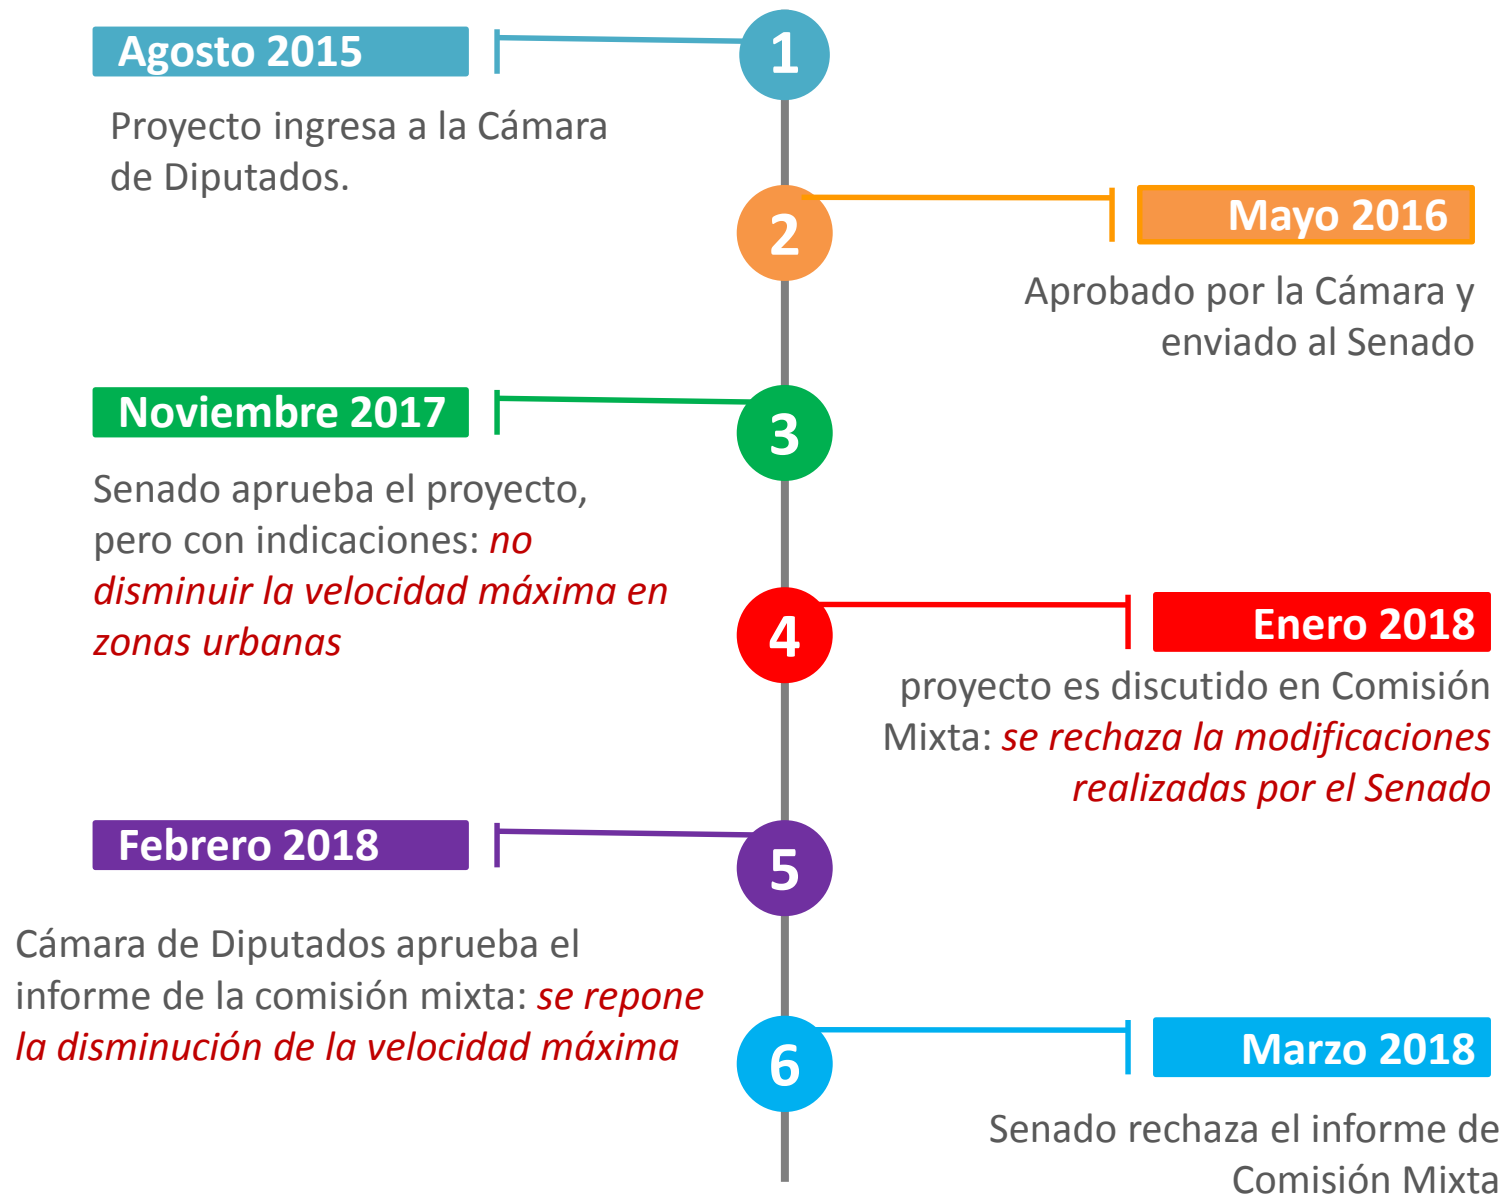 Agosto 2015
1
Proyecto ingresa a la Cámara
de Diputados.
2
Mayo 2016
Aprobado por la Cámara y
enviado al Senado
Noviembre 2017
3
Senado aprueba el proyecto,
pero con indicaciones: no
disminuir la velocidad máxima en
zonas urbanas
4
Enero 2018
proyecto es discutido en Comisión
Mixta: se rechaza la modificaciones
realizadas por el Senado
Febrero 2018
5
Cámara de Diputados aprueba el
informe de la comisión mixta: se repone
la disminución de la velocidad máxima
6
Marzo 2018
Senado rechaza el informe de
Comisión Mixta